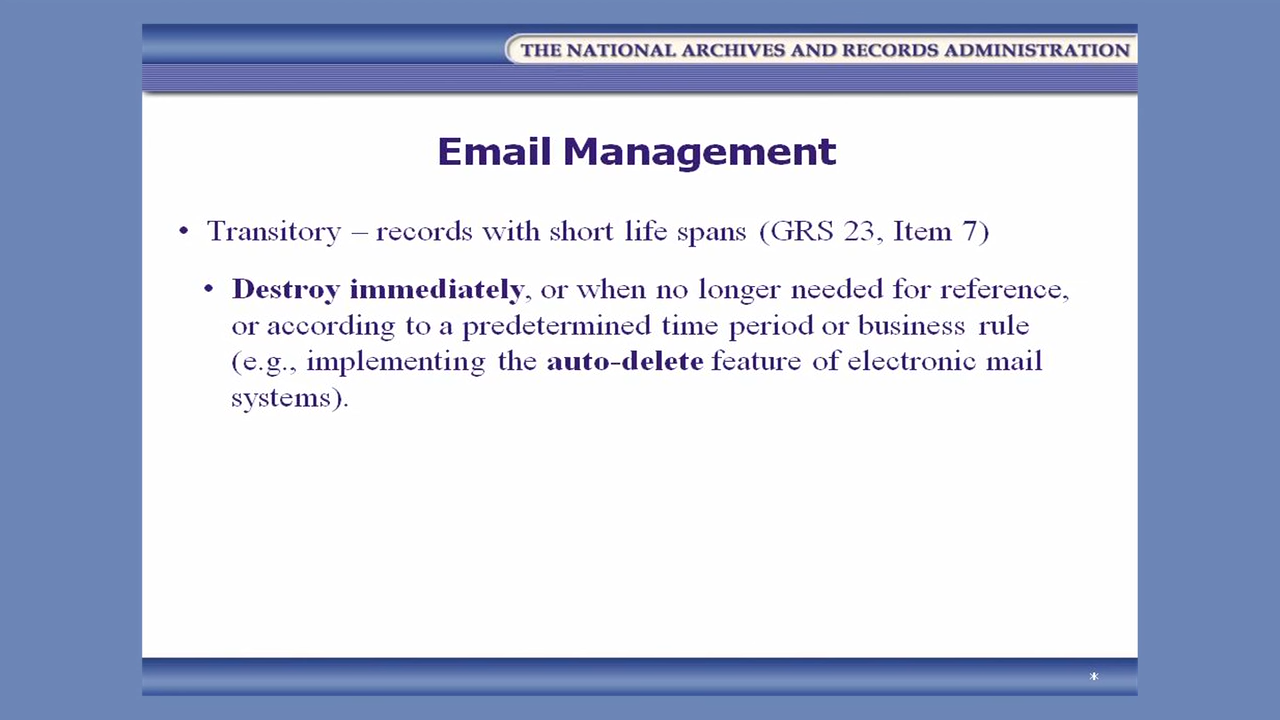 THE NATIONAL ARCHIVES AND RECORDS ADMINISTRATION
Email Management
• Transitory – records with short life spans (GRS 23, Item 7)
• Destroy immediately, or when no longer needed for reference,
or according to a predetermined time period or business rule
(e.g., implementing the auto-delete feature of electronic mail
systems).
*